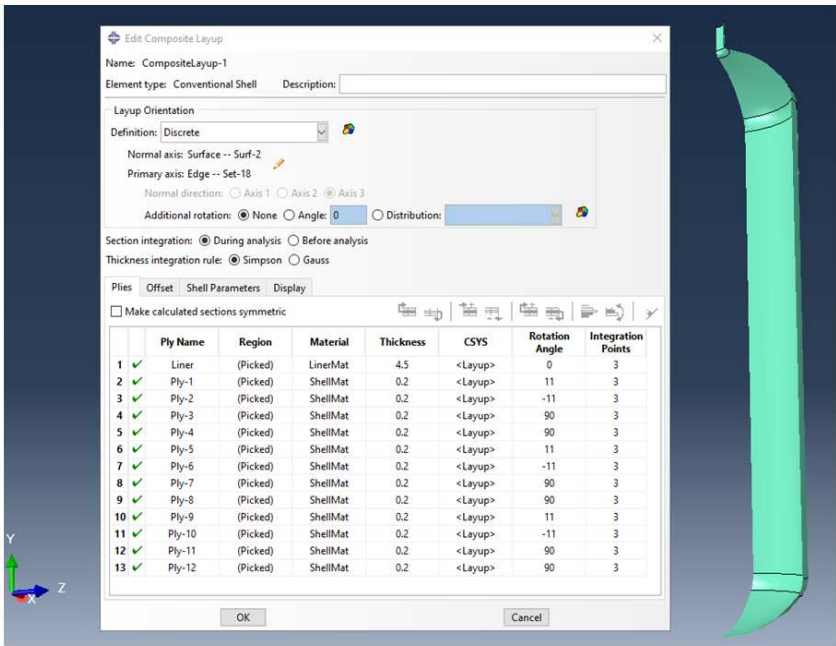 Edit Composite Layup
Name: CompositeLayup-1
Element type: Conventional Shell Description:
Layup Orientation
Definition: Discrete
Normal axis: Surface -- Surf-2
Primary axis: Edge -- Set-18
Normal direction: Axis 1 Axis 2 Axis 3
Additional rotation: None Angle: 0 Distribution:
Section integration: During analysis Before analysis
Thickness integration rule: Simpson Gauss
Plies Offset Shell Parameters Display
Make calculated sections symmetric
Ply Name Region Material Thickness CSYS Rotation Angle Integration Points
1 Liner (Picked) LinerMat 4.5 <Layup> 0 3
2 Ply-1 (Picked) ShellMat 0.2 <Layup> 11 3
3 Ply-2 (Picked) ShellMat 0.2 <Layup> -11 3
4 Ply-3 (Picked) ShellMat 0.2 <Layup> 90 3
5 Ply-4 (Picked) ShellMat 0.2 <Layup> 90 3
6 Ply-5 (Picked) ShellMat 0.2 <Layup> 11 3
7 Ply-6 (Picked) ShellMat 0.2 <Layup> -11 3
8 Ply-7 (Picked) ShellMat 0.2 <Layup> 90 3
9 Ply-8 (Picked) ShellMat 0.2 <Layup> 90 3
10 Ply-9 (Picked) ShellMat 0.2 <Layup> 11 3
11 Ply-10 (Picked) ShellMat 0.2 <Layup> -11 3
12 Ply-11 (Picked) ShellMat 0.2 <Layup> 90 3
13 Ply-12 (Picked) ShellMat 0.2 <Layup> 90 3
OK Cancel
Y
Z
X